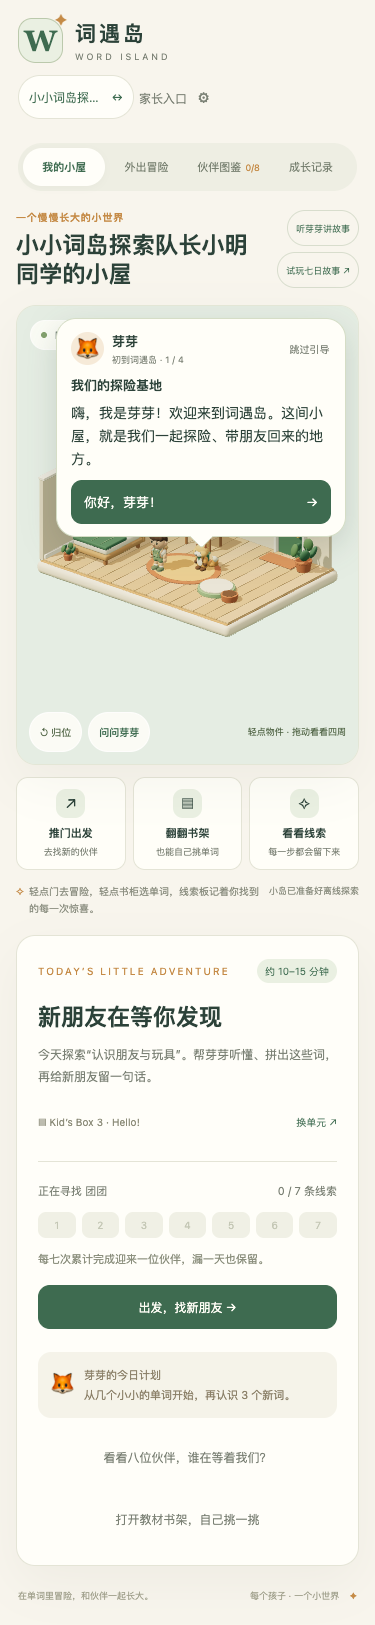 W 词遇岛
WORD ISLAND
小小词岛探... ↔ 家长入口 ⚙
我的小屋 外出冒险 伙伴图鉴 0/8 成长记录
一个慢慢长大的小世界
小小词岛探索队长小明
同学的小屋
听芽芽讲故事
试玩七日故事 ↗
芽芽
初到词遇岛 · 1 / 4
跳过引导
我们的探险基地
嗨，我是芽芽！欢迎来到词遇岛。这间小
屋，就是我们一起探险、带朋友回来的地
方。
你好，芽芽！ →
归位 问问芽芽 轻点物件 · 拖动看看四周
推门出发
去找新的伙伴
翻翻书架
也能自己挑单词
看看线索
每一步都会留下来
轻点门去冒险，轻点书柜选单词，线索板记着你找到
的每一次惊喜。
小岛已准备好离线探索
TODAY'S LITTLE ADVENTURE 约 10–15 分钟
新朋友在等你发现
今天探索“认识朋友与玩具”。帮芽芽听懂、拼出这些词，
再给新朋友留一句话。
Kid's Box 3 · Hello! 换单元 ↗
正在寻找 团团 0 / 7 条线索
1 2 3 4 5 6 7
每七次累计完成迎来一位伙伴，漏一天也保留。
出发，找新朋友 →
芽芽的今日计划
从几个小小的单词开始，再认识 3 个新词。
看看八位伙伴，谁在等着我们？
打开教材书架，自己挑一挑
在单词里冒险，和伙伴一起长大。 每个孩子 · 一个小世界